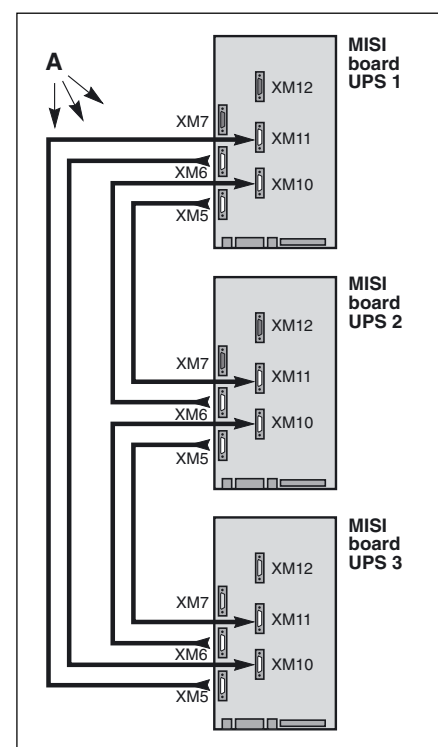 A
MISI
board
UPS 1
XM12
XM7
XM11
XM6
XM10
XM5
MISI
board
UPS 2
XM12
XM7
XM11
XM6
XM10
XM5
MISI
board
UPS 3
XM12
XM7
XM11
XM6
XM10
XM5